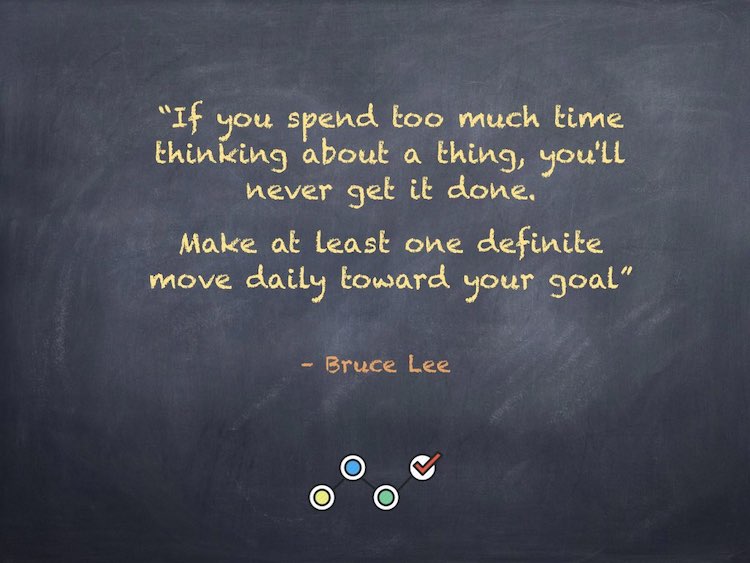 “If you spend too much time
thinking about a thing, you'll
never get it done.
Make at least one definite
move daily toward your goal”
- Bruce Lee